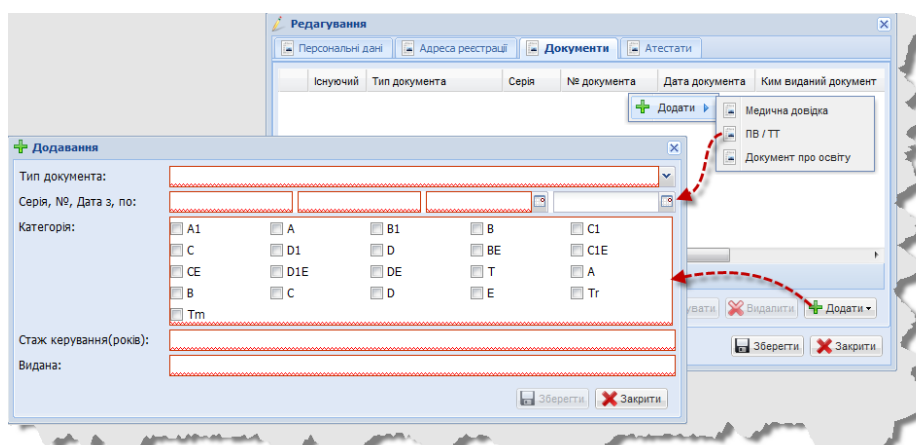 Редагування
Персональні дані Адреса реєстрації Документи Атестати
Існуючий Тип документа Серія № документа Дата документа Ким виданий документ
Додати
Медична довідка
ПВ / ТТ
Документ про освіту
Додавання
Тип документа:
Серія, №, Дата з, по:
Категорія:
A1 A B1 B C1
C D1 D BE C1E
CE D1E DE T A
B C D E Tr
Tm
Стаж керування(років):
Видана:
Зберегти Закрити
увати Видалити Додати
Зберегти Закрити